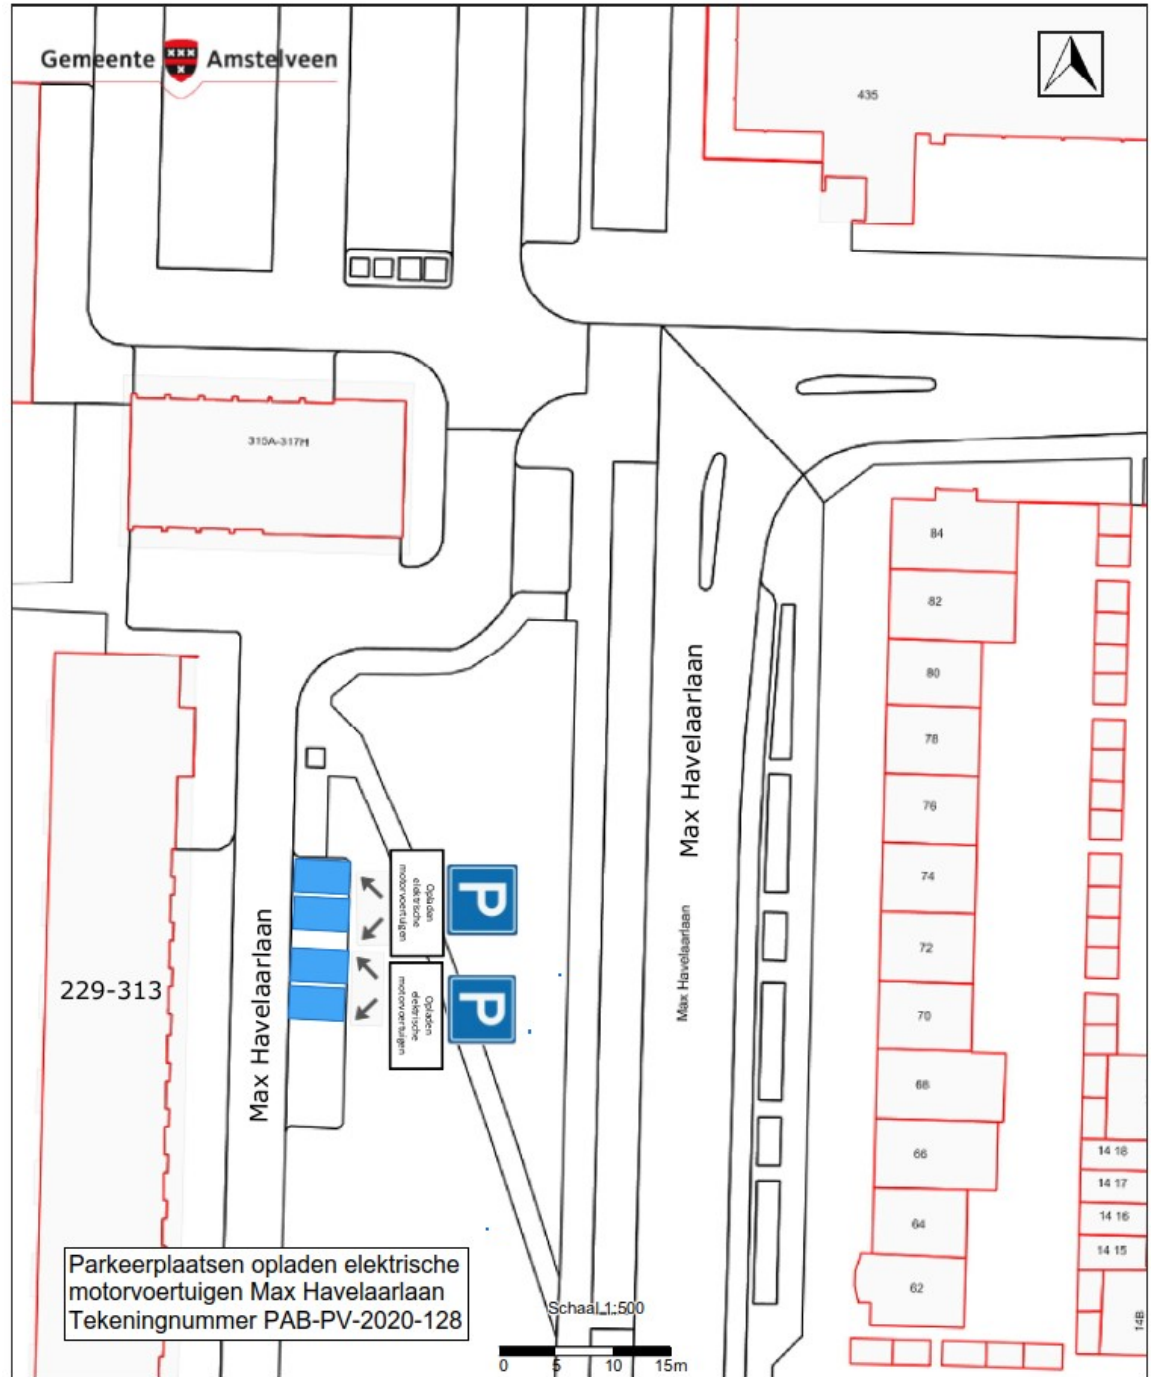 Gemeente Amstelveen
435
315A-317M
84
82
80
78
76
74
72
70
68
66
64
62
14 18
14 17
14 16
14 15
14B
Max Havelaarlaan
Max Havelaarlaan
Max Havelaarlaan
229-313
Opladen
elektrische
motorvoertuigen
P
Opladen
elektrische
motorvoertuigen
P
Parkeerplaatsen opladen elektrische
motorvoertuigen Max Havelaarlaan
Tekeningnummer PAB-PV-2020-128
Schaal 1:500
0 5 10 15m